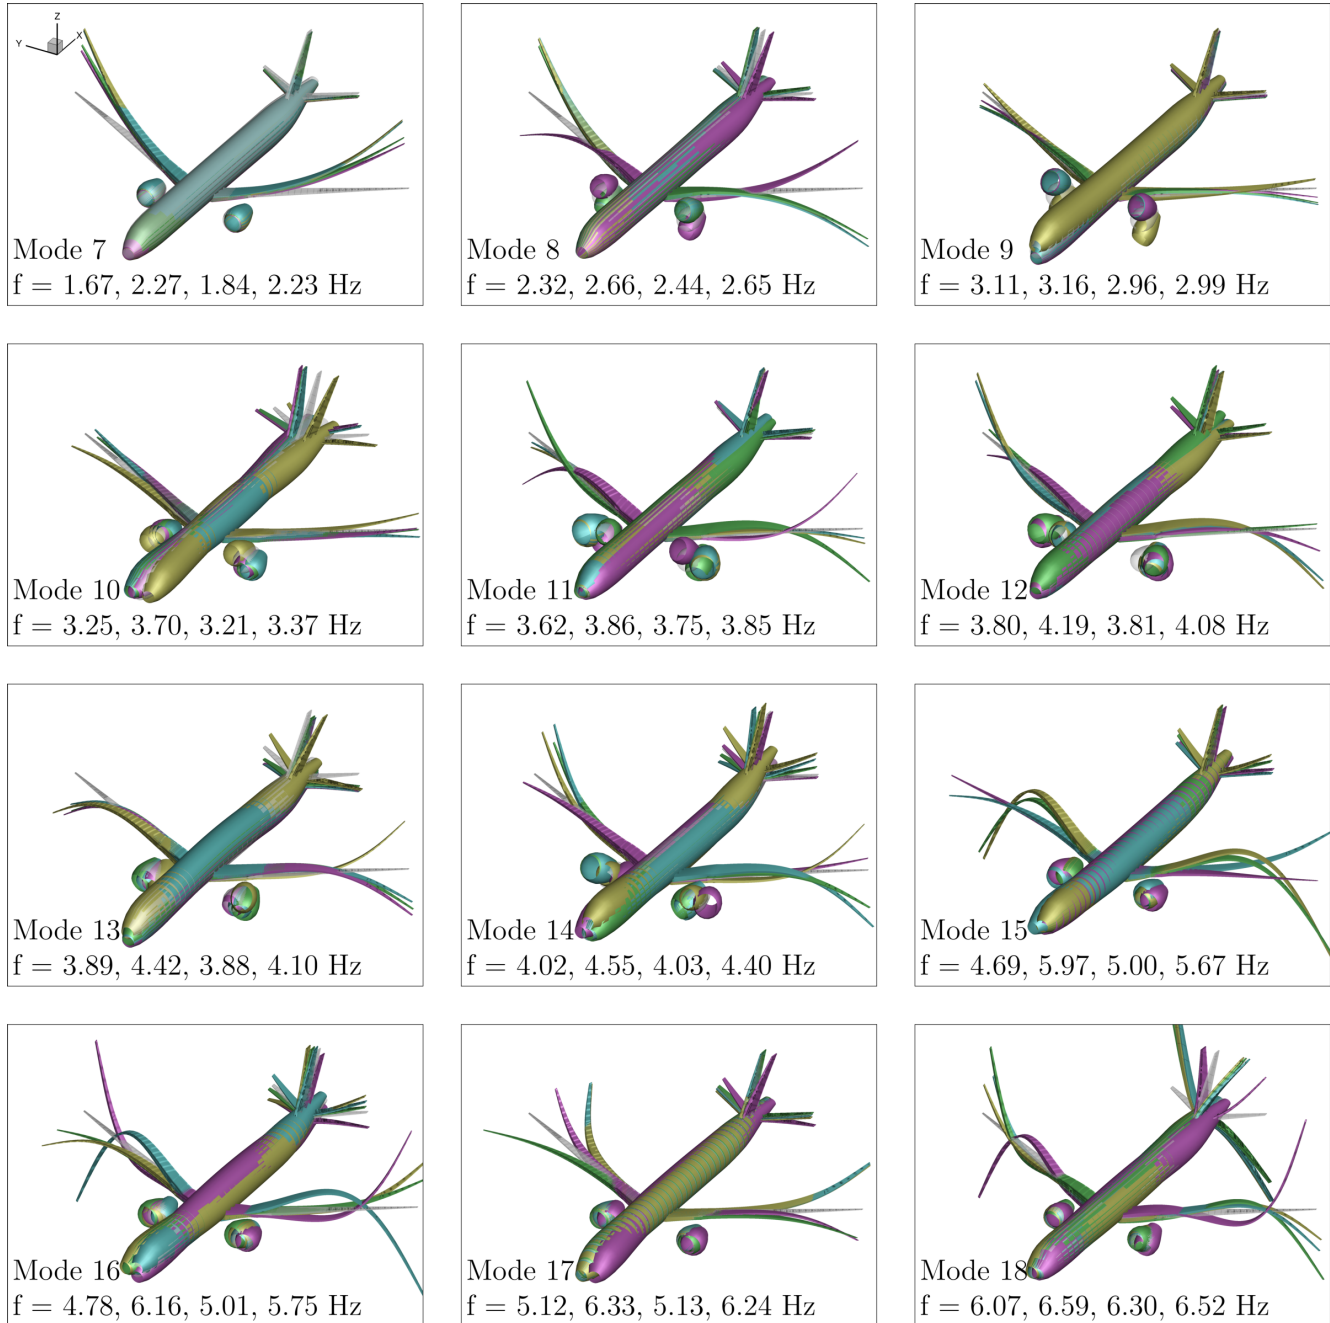 Z
Y X
Mode 7
f = 1.67, 2.27, 1.84, 2.23 Hz
Mode 8
f = 2.32, 2.66, 2.44, 2.65 Hz
Mode 9
f = 3.11, 3.16, 2.96, 2.99 Hz
Mode 10
f = 3.25, 3.70, 3.21, 3.37 Hz
Mode 11
f = 3.62, 3.86, 3.75, 3.85 Hz
Mode 12
f = 3.80, 4.19, 3.81, 4.08 Hz
Mode 13
f = 3.89, 4.42, 3.88, 4.10 Hz
Mode 14
f = 4.02, 4.55, 4.03, 4.40 Hz
Mode 15
f = 4.69, 5.97, 5.00, 5.67 Hz
Mode 16
f = 4.78, 6.16, 5.01, 5.75 Hz
Mode 17
f = 5.12, 6.33, 5.13, 6.24 Hz
Mode 18
f = 6.07, 6.59, 6.30, 6.52 Hz